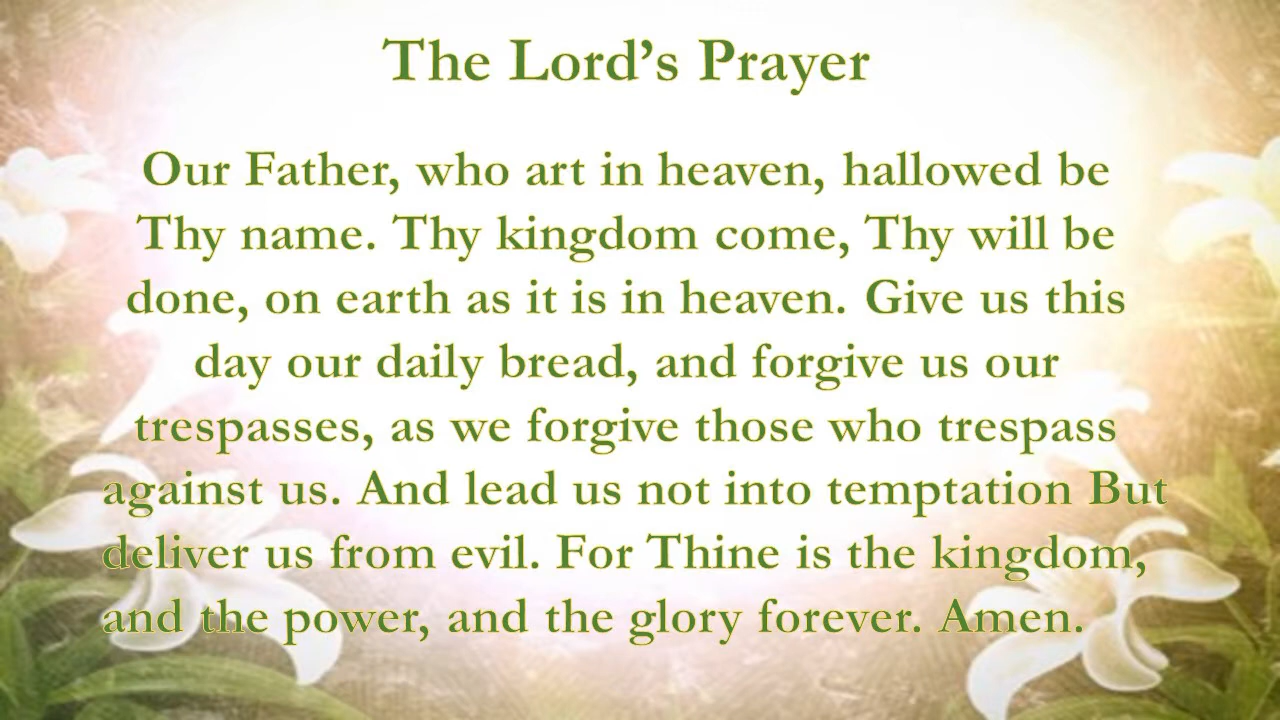 The Lord’s Prayer
Our Father, who art in heaven, hallowed be
Thy name. Thy kingdom come, Thy will be
done, on earth as it is in heaven. Give us this
day our daily bread, and forgive us our
trespasses, as we forgive those who trespass
against us. And lead us not into temptation But
deliver us from evil. For Thine is the kingdom,
and the power, and the glory forever. Amen.